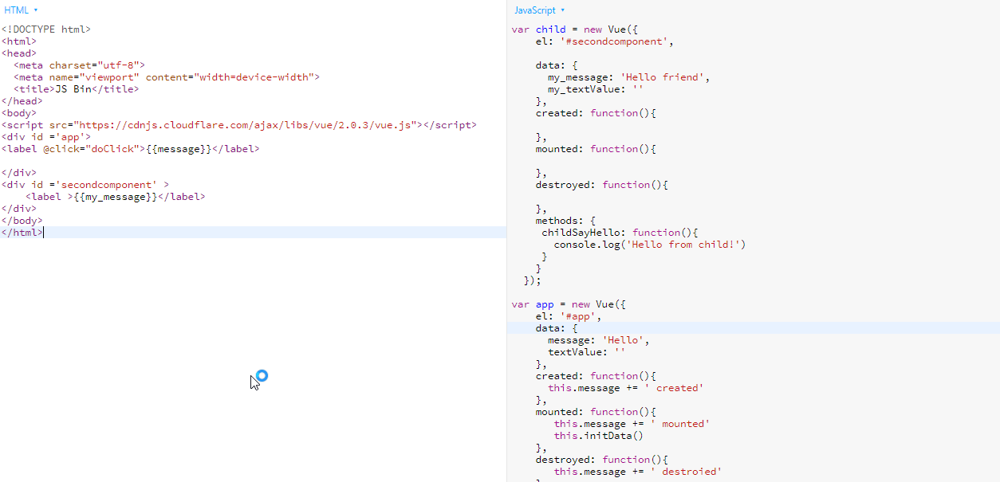 HTML
<!DOCTYPE html>
<html>
<head>
  <meta charset="utf-8">
  <meta name="viewport" content="width=device-width">
  <title>JS Bin</title>
</head>
<body>
<script src="https://cdnjs.cloudflare.com/ajax/libs/vue/2.0.3/vue.js"></script>
<div id ='app'>
<label @click="doClick">{{message}}</label>

</div>
<div id ='secondcomponent' >
    <label >{{my_message}}</label>
</div>
</body>
</html>
JavaScript
var child = new Vue({
    el: '#secondcomponent',

    data: {
      my_message: 'Hello friend',
      my_textValue: ''
    },
    created: function(){

    },
    mounted: function(){

    },
    destroyed: function(){

    },
    methods: {
     childSayHello: function(){
       console.log('Hello from child!')
     }
    }
  });

var app = new Vue({
    el: '#app',
    data: {
      message: 'Hello',
      textValue: ''
    },
    created: function(){
      this.message += ' created'
    },
    mounted: function(){
       this.message += ' mounted'
       this.initData()
    },
    destroyed: function(){
       this.message += ' destroied'